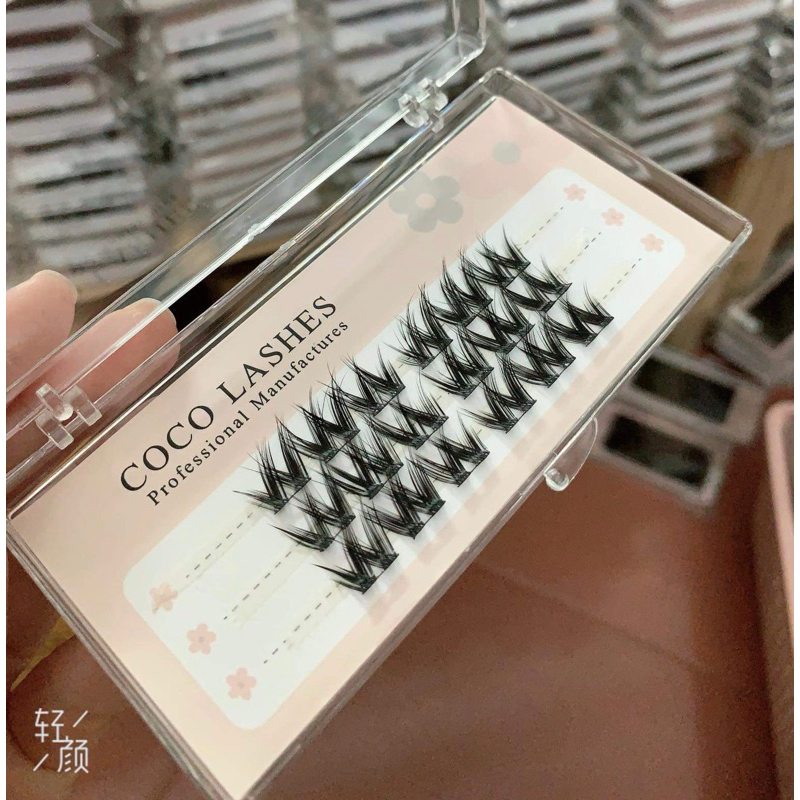 COCO LASHES
Professional Manufactures
轻
颜